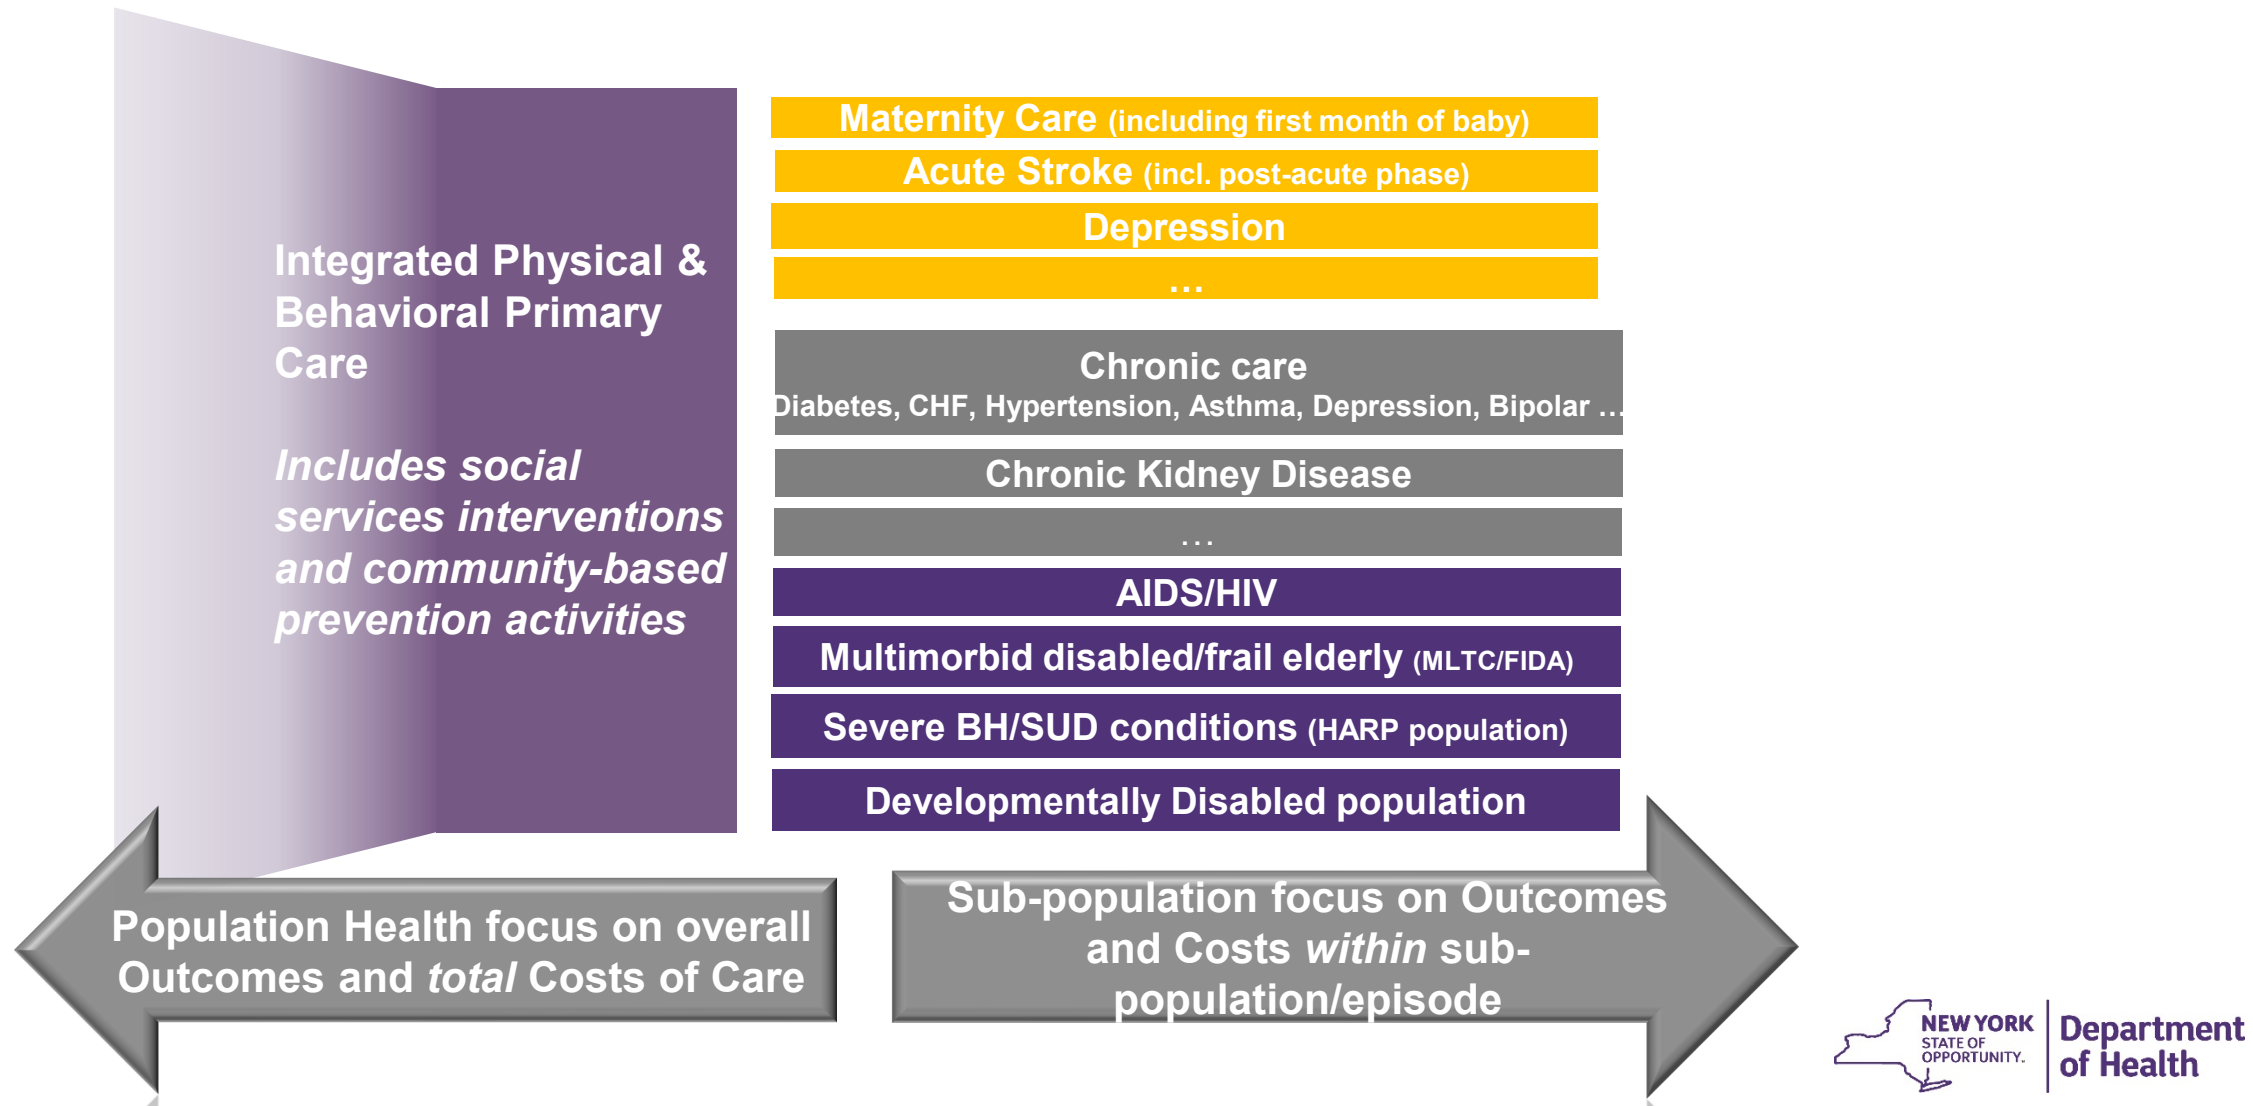 Integrated Physical &
Behavioral Primary
Care
Includes social
services interventions
and community-based
prevention activities
Maternity Care (including first month of baby)
Acute Stroke (incl. post-acute phase)
Depression
…
Chronic care
Diabetes, CHF, Hypertension, Asthma, Depression, Bipolar …
Chronic Kidney Disease
…
AIDS/HIV
Multimorbid disabled/frail elderly (MLTC/FIDA)
Severe BH/SUD conditions (HARP population)
Developmentally Disabled population
Population Health focus on overall
Outcomes and total Costs of Care
Sub-population focus on Outcomes
and Costs within sub-
population/episode
NEW YORK
STATE OF
OPPORTUNITY™
Department
of Health